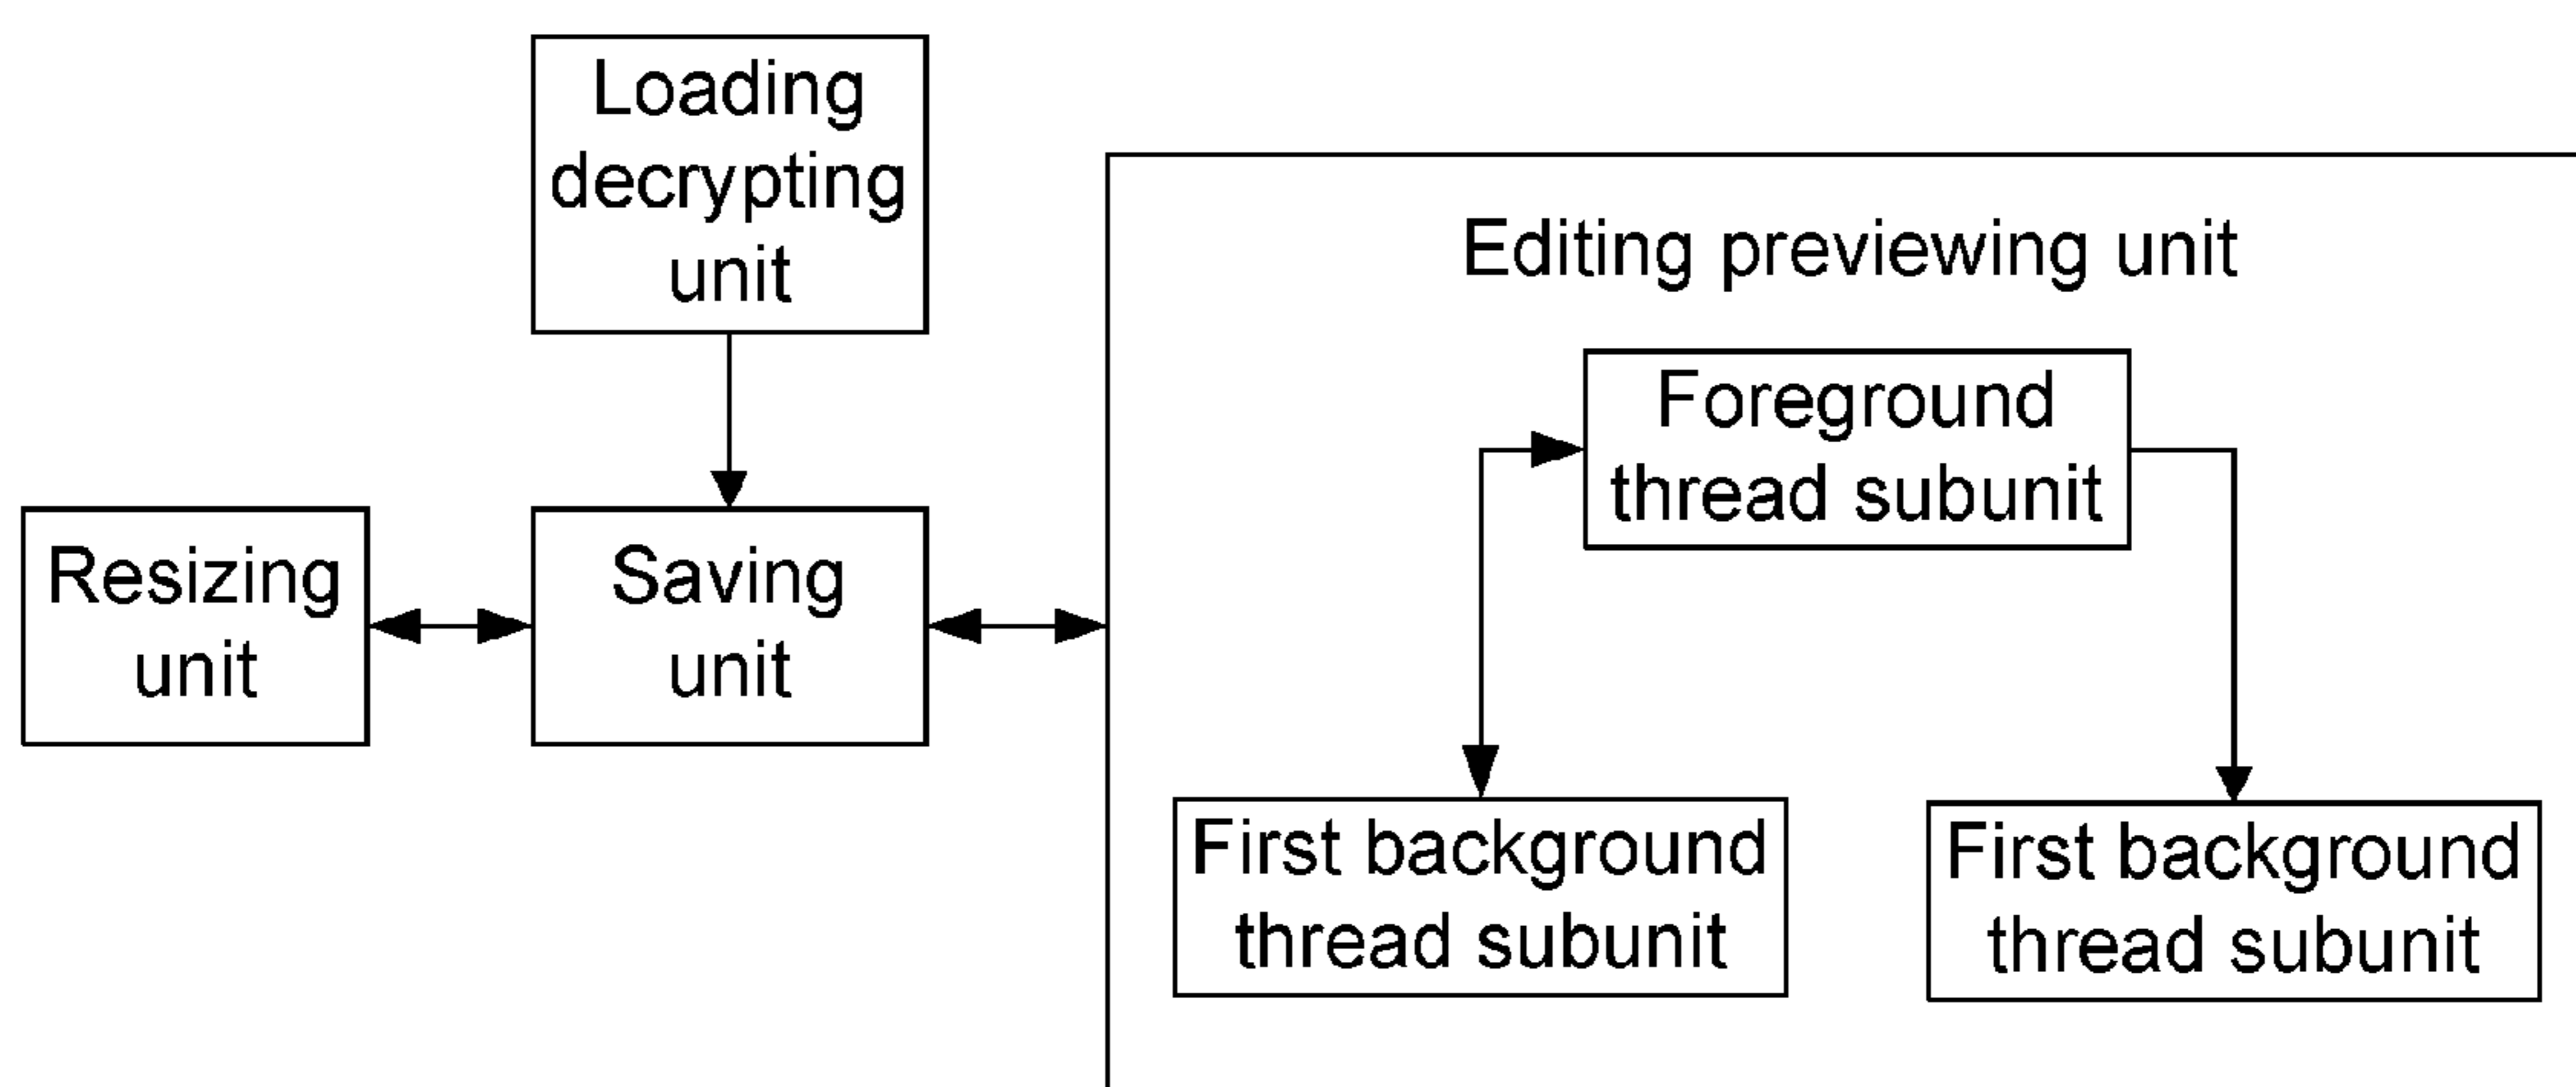 Loading
decrypting
unit
Editing previewing unit
Foreground
thread subunit
Resizing
unit
Saving
unit
First background
thread subunit
First background
thread subunit